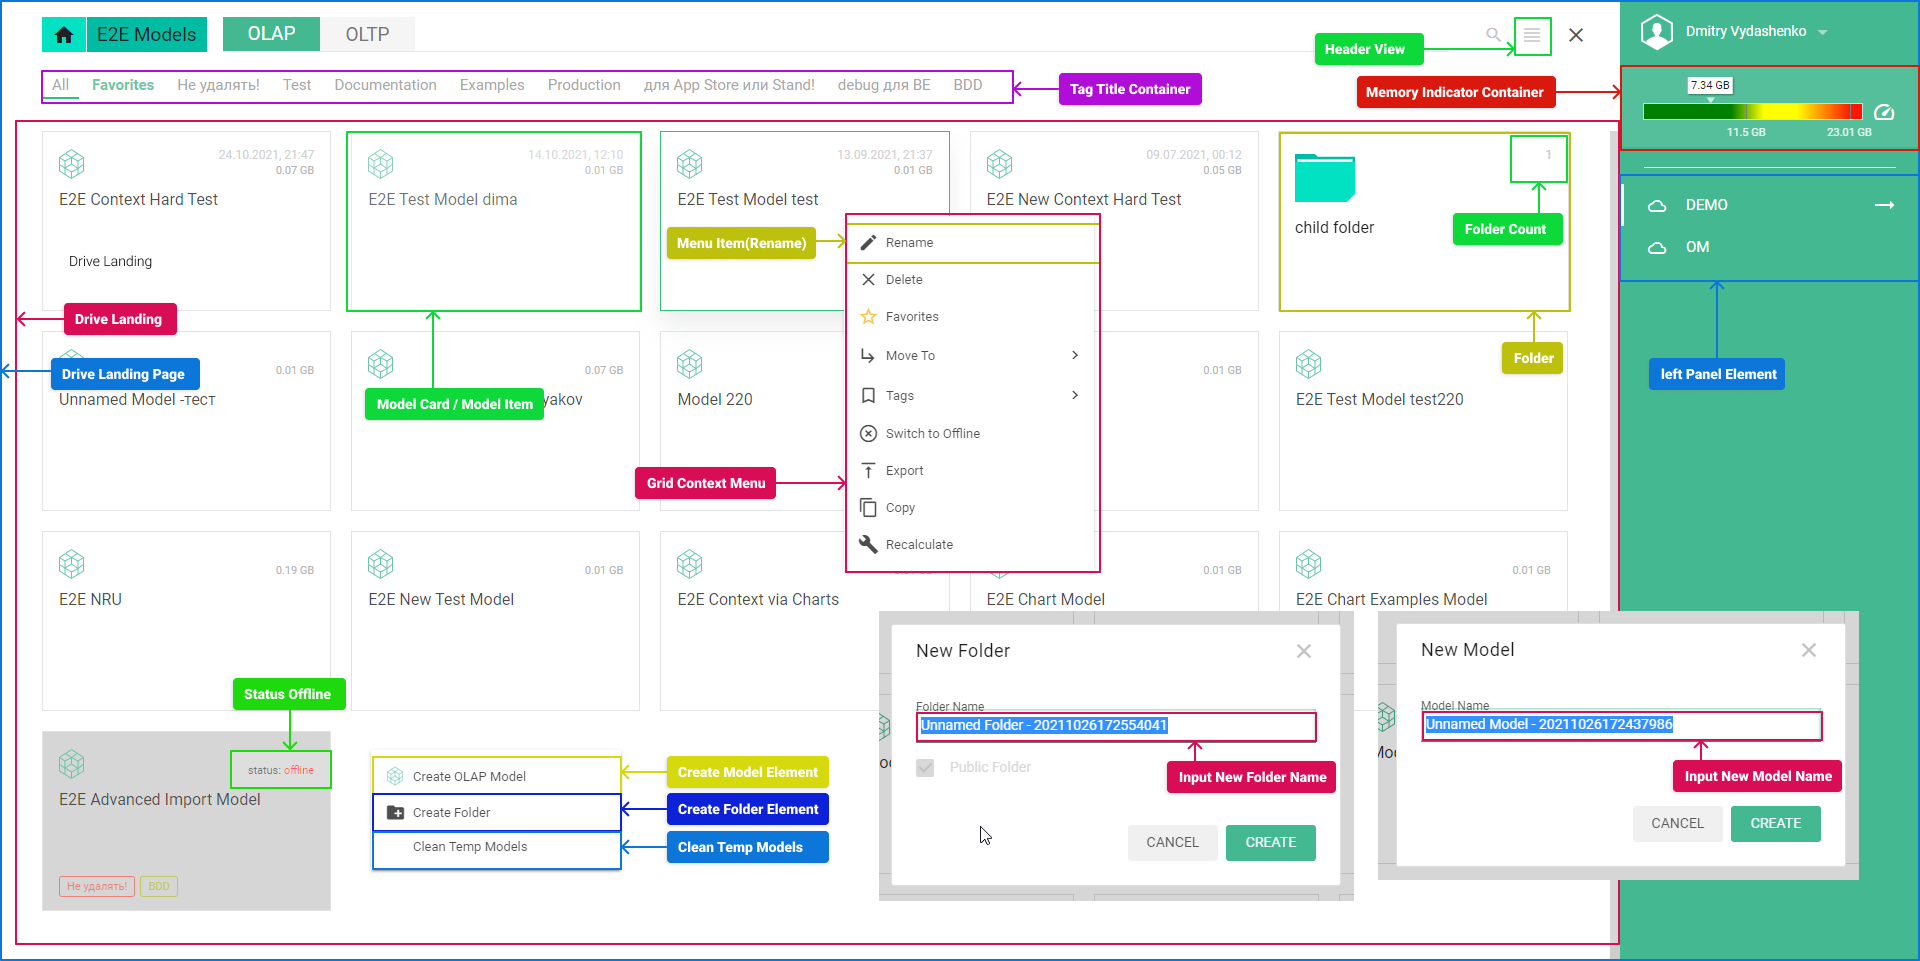 E2E Models
OLAP
OLTP
Header View
Dmitry Vydashenko
All
Favorites
Не удалять!
Test
Documentation
Examples
Production
для App Store или Stand!
debug для BE
BDD
Tag Title Container
Memory Indicator Container
7.34 GB
11.5 GB
23.01 GB
24.10.2021, 21:47
0.07 GB
E2E Context Hard Test
Drive Landing
14.10.2021, 12:10
0.01 GB
E2E Test Model dima
13.09.2021, 21:37
0.01 GB
E2E Test Model test
09.07.2021, 00:12
0.05 GB
E2E New Context Hard Test
1
child folder
Folder Count
DEMO
OM
Menu Item(Rename)
Rename
Delete
Favorites
Move To
Tags
Switch to Offline
Export
Copy
Recalculate
Drive Landing
Drive Landing Page
0.01 GB
Unnamed Model -тест
0.07 GB
Model Card / Model Item
yakov
Model 220
0.01 GB
Folder
E2E Test Model test220
left Panel Element
Grid Context Menu
0.19 GB
E2E NRU
0.01 GB
E2E New Test Model
E2E Context via Charts
0.01 GB
E2E Chart Model
0.01 GB
E2E Chart Examples Model
Status Offline
status: offline
E2E Advanced Import Model
Не удалять!
BDD
Create OLAP Model
Create Folder
Clean Temp Models
Create Model Element
Create Folder Element
Clean Temp Models
New Folder
Folder Name
Unnamed Folder - 20211026172554041
Public Folder
Input New Folder Name
CANCEL
CREATE
New Model
Model Name
Unnamed Model - 20211026172437986
Input New Model Name
CANCEL
CREATE